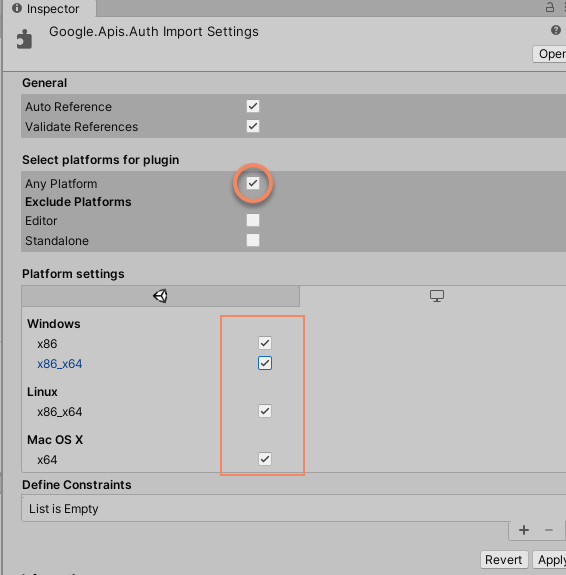 Inspector
Google.Apis.Auth Import Settings
Open
General
Auto Reference
Validate References
Select platforms for plugin
Any Platform
Exclude Platforms
Editor
Standalone
Platform settings
Windows
x86
x86_x64
Linux
x86_x64
Mac OS X
x64
Define Constraints
List is Empty
Revert Apply